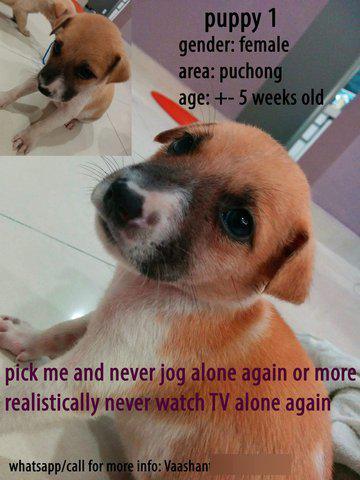 puppy 1
gender: female
area: puchong
age: +- 5 weeks old
pick me and never jog alone again or more
realistically never watch TV alone again
whatsapp/call for more info: